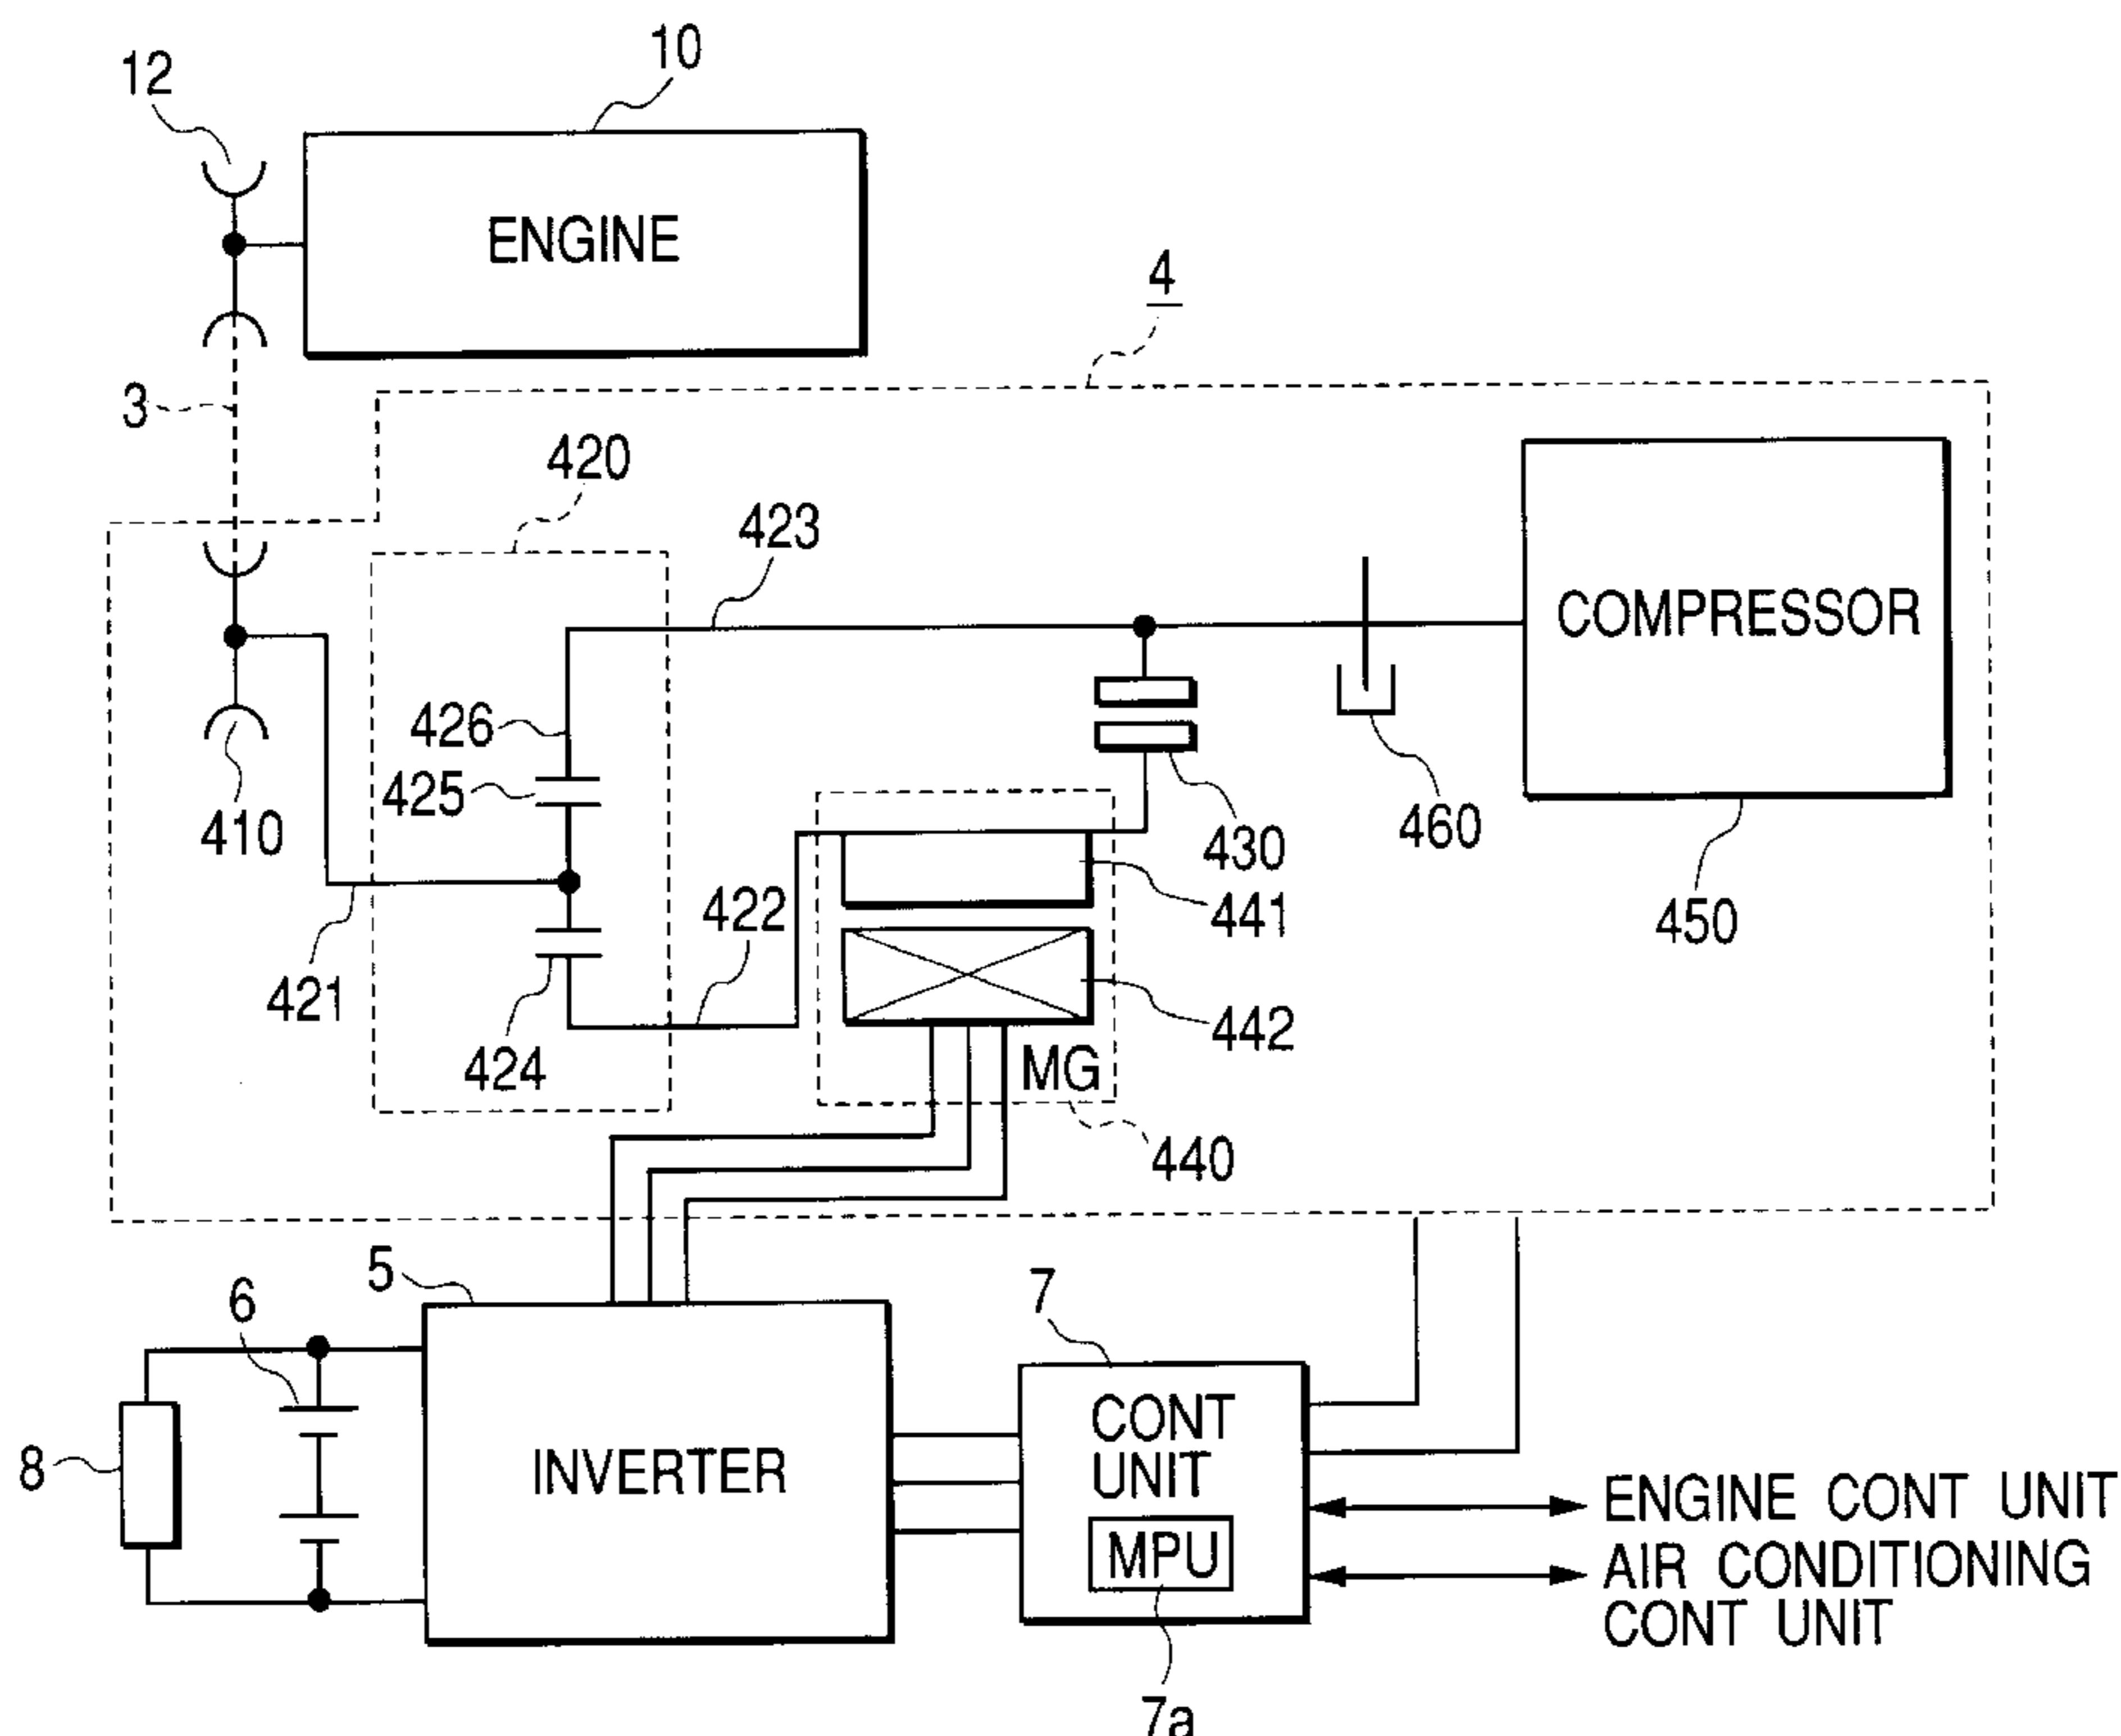 10
12
ENGINE
4
3
420
423
COMPRESSOR
426
425
410
430
460
441
422
450
421
442
424
MG
440
5
6
7
CONT
UNIT
8
INVERTER
MPU
ENGINE CONT UNIT
AIR CONDITIONING
CONT UNIT
7a